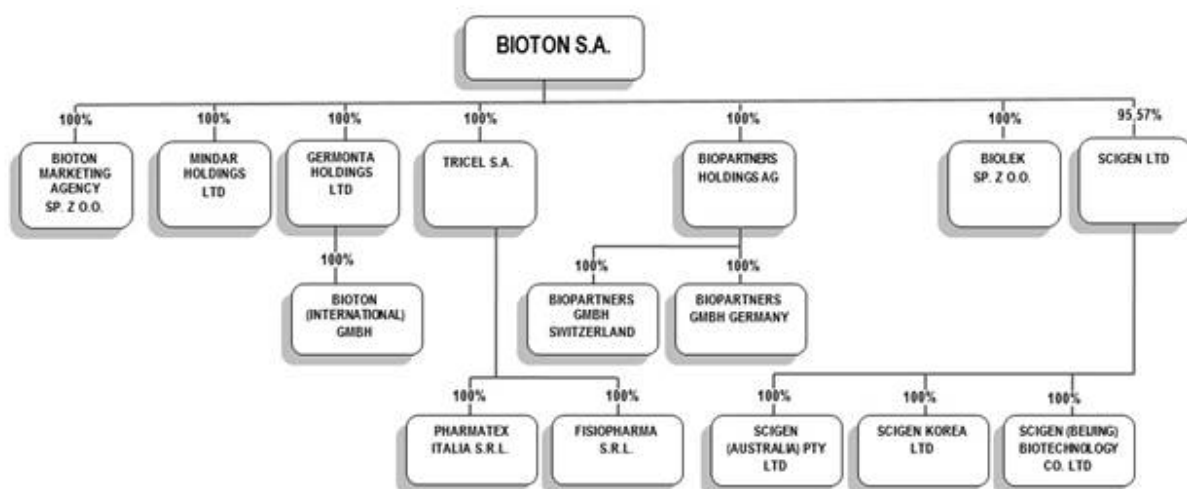 BIOTON S.A.
100%
100%
100%
100%
100%
100%
95,57%
BIOTON
MARKETING
AGENCY
SP. Z O.O.
MINDAR
HOLDINGS
LTD
GERMONTA
HOLDINGS
LTD
TRICEL S.A.
BIOPARTNERS
HOLDINGS AG
BIOLEK
SP. Z O.O.
SCIGEN LTD
100%
100%
100%
BIOTON
(INTERNATIONAL)
GMBH
BIOPARTNERS
GMBH
SWITZERLAND
BIOPARTNERS
GMBH GERMANY
100%
100%
100%
100%
100%
PHARMATEX
ITALIA S.R.L.
FISIOPHARMA
S.R.L.
SCIGEN
(AUSTRALIA) PTY
LTD
SCIGEN KOREA
LTD
SCIGEN (BEIJING)
BIOTECHNOLOGY
CO. LTD